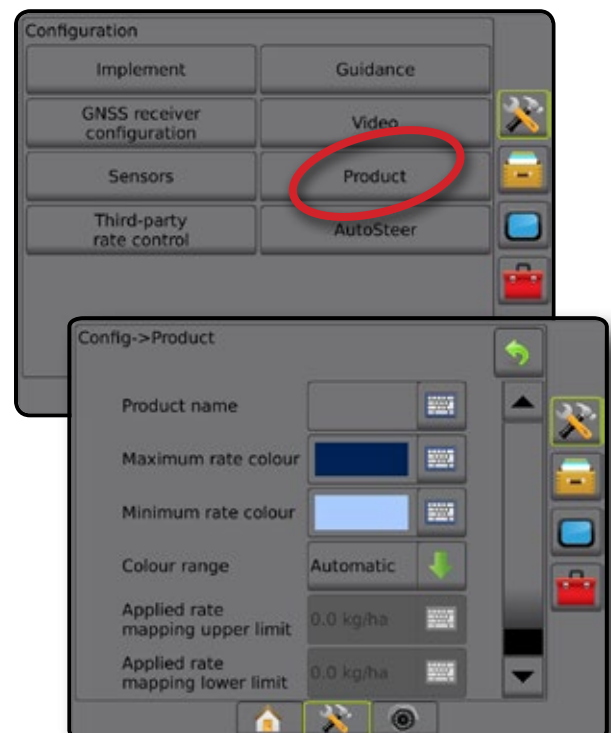 Configuration
Implement
Guidance
GNSS receiver
configuration
Video
Sensors
Product
Third-party
rate control
AutoSteer
Config->Product
Product name
Maximum rate colour
Minimum rate colour
Colour range
Automatic
Applied rate
mapping upper limit
0.0 kg/ha
Applied rate
mapping lower limit
0.0 kg/ha